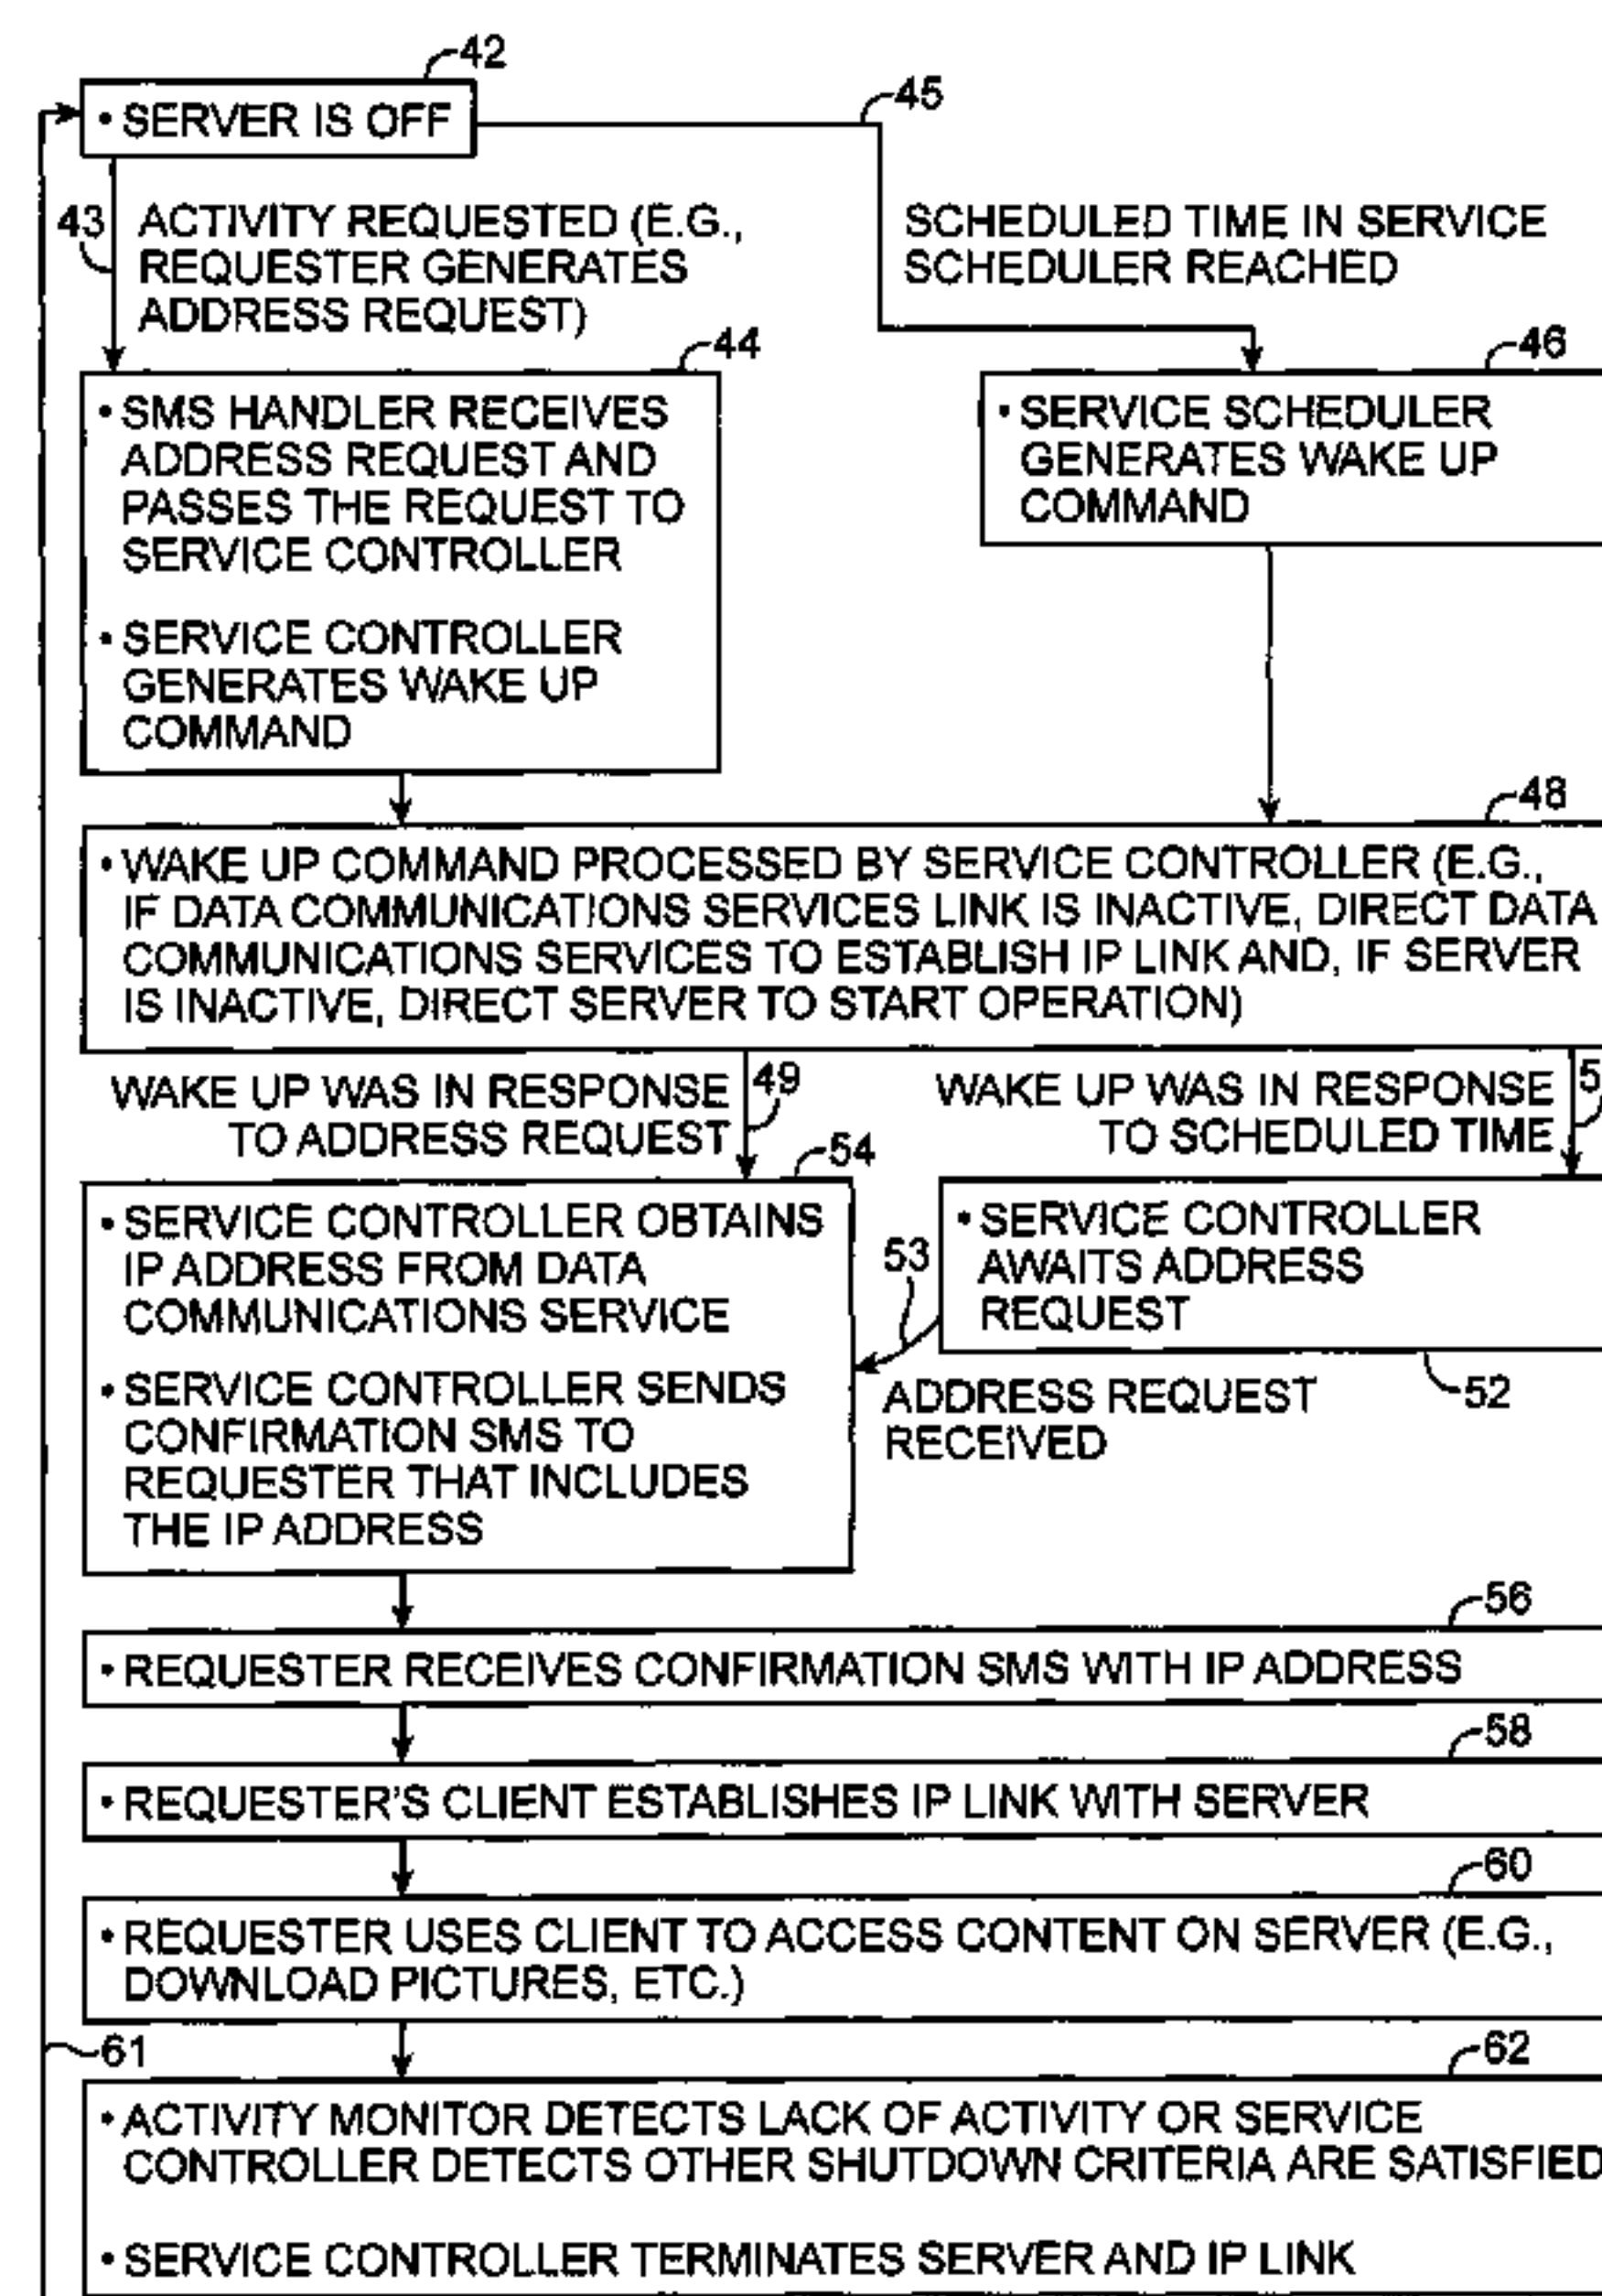 42
• SERVER IS OFF
45
43
ACTIVITY REQUESTED (E.G.,
REQUESTER GENERATES
ADDRESS REQUEST)
SCHEDULED TIME IN SERVICE
SCHEDULER REACHED
44
• SMS HANDLER RECEIVES
ADDRESS REQUEST AND
PASSES THE REQUEST TO
SERVICE CONTROLLER
• SERVICE CONTROLLER
GENERATES WAKE UP
COMMAND
46
• SERVICE SCHEDULER
GENERATES WAKE UP
COMMAND
48
• WAKE UP COMMAND PROCESSED BY SERVICE CONTROLLER (E.G.,
IF DATA COMMUNICATIONS SERVICES LINK IS INACTIVE, DIRECT DATA
COMMUNICATIONS SERVICES TO ESTABLISH IP LINK AND, IF SERVER
IS INACTIVE, DIRECT SERVER TO START OPERATION)
WAKE UP WAS IN RESPONSE
TO ADDRESS REQUEST
49
WAKE UP WAS IN RESPONSE
TO SCHEDULED TIME
54
• SERVICE CONTROLLER OBTAINS
IP ADDRESS FROM DATA
COMMUNICATIONS SERVICE
• SERVICE CONTROLLER SENDS
CONFIRMATION SMS TO
REQUESTER THAT INCLUDES
THE IP ADDRESS
53
• SERVICE CONTROLLER
AWAITS ADDRESS
REQUEST
52
ADDRESS REQUEST
RECEIVED
56
• REQUESTER RECEIVES CONFIRMATION SMS WITH IP ADDRESS
58
• REQUESTER'S CLIENT ESTABLISHES IP LINK WITH SERVER
60
• REQUESTER USES CLIENT TO ACCESS CONTENT ON SERVER (E.G.,
DOWNLOAD PICTURES, ETC.)
61
62
• ACTIVITY MONITOR DETECTS LACK OF ACTIVITY OR SERVICE
CONTROLLER DETECTS OTHER SHUTDOWN CRITERIA ARE SATISFIED
• SERVICE CONTROLLER TERMINATES SERVER AND IP LINK